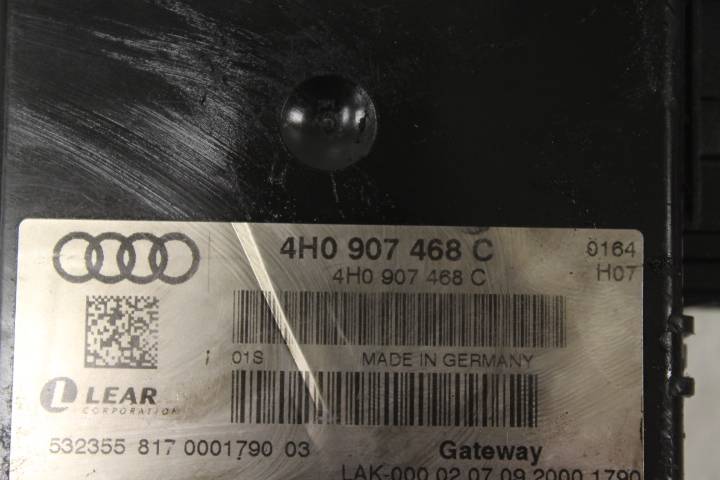 4H0 907 468 C 0164
4H0 907 468 C H07
01S MADE IN GERMANY
LEAR
CORPORATION
532355 817 0001790 03 Gateway
LAK-000 02 07 09 2000 1790